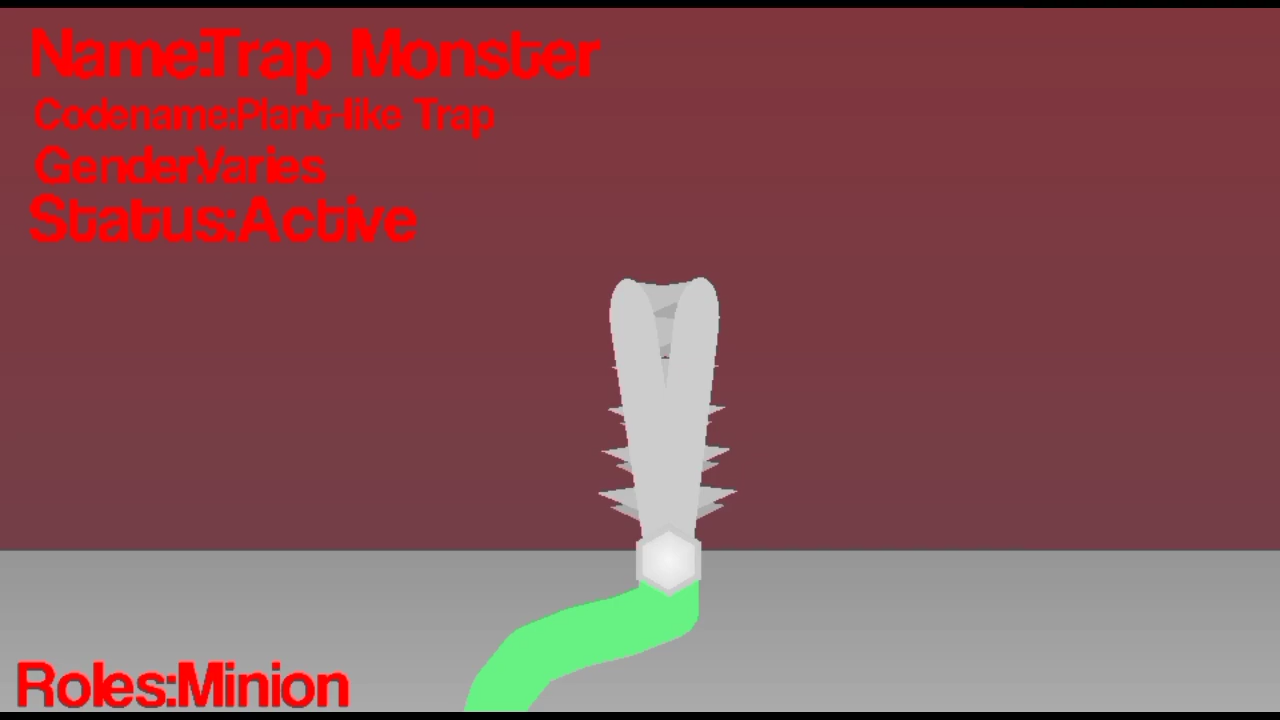 Name:Trap Monster
Codename:Plant-like Trap
Gender:Varies
Status:Active
Roles:Minion